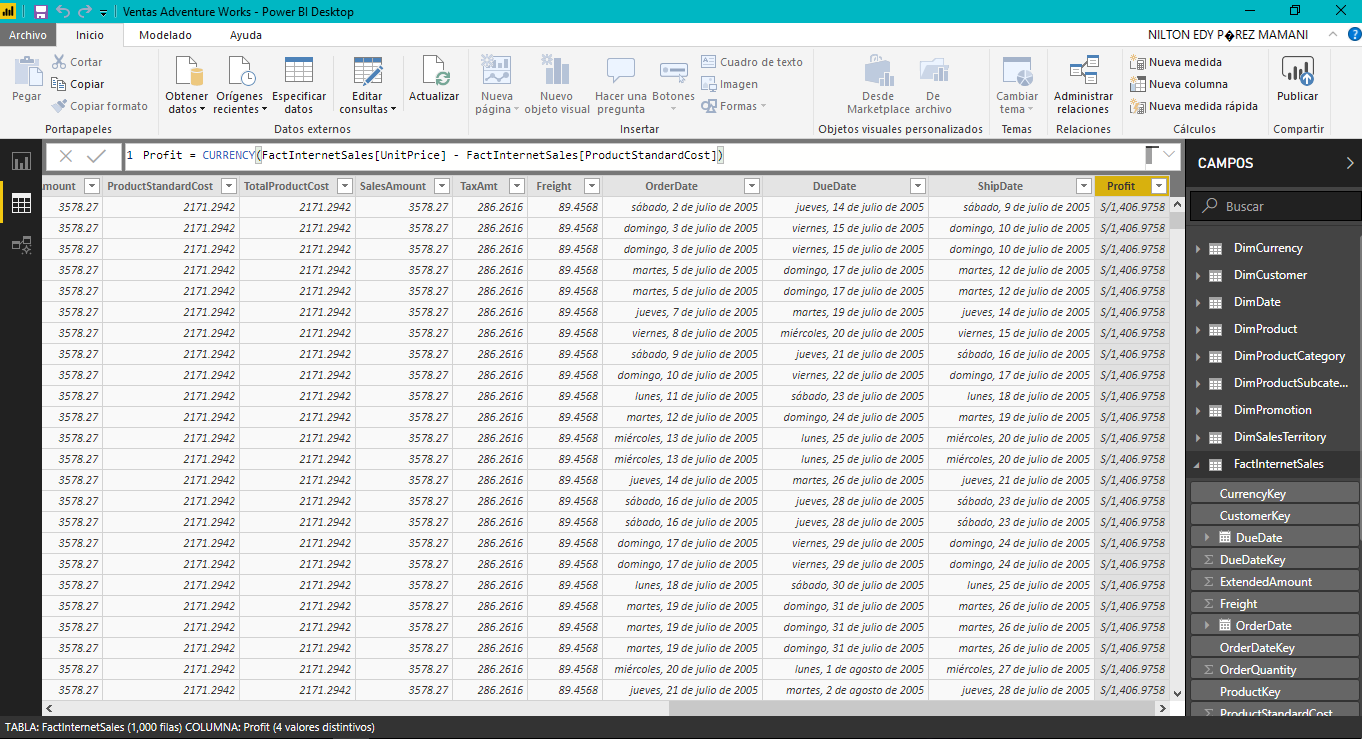 Ventas Adventure Works - Power BI Desktop
Archivo Inicio Modelado Ayuda NILTON EDY P�REZ MAMANI
Pegar Cortar Copiar Copiar formato Portapapeles
Obtener datos Orígenes recientes Especificar datos Editar consultas Actualizar Datos externos
Nueva página Nuevo objeto visual Hacer una pregunta Botones Cuadro de texto Imagen Formas Insertar
Desde Marketplace De archivo Objetos visuales personalizados
Cambiar tema Temas
Administrar relaciones Relaciones
Nueva medida Nueva columna Nueva medida rápida Cálculos
Publicar Compartir
1 Profit = CURRENCY(FactInternetSales[UnitPrice] - FactInternetSales[ProductStandardCost])
mount ProductStandardCost TotalProductCost SalesAmount TaxAmt Freight OrderDate DueDate ShipDate Profit
3578.27 2171.2942 2171.2942 3578.27 286.2616 89.4568 sábado, 2 de julio de 2005 jueves, 14 de julio de 2005 sábado, 9 de julio de 2005 S/1,406.9758
3578.27 2171.2942 2171.2942 3578.27 286.2616 89.4568 domingo, 3 de julio de 2005 viernes, 15 de julio de 2005 domingo, 10 de julio de 2005 S/1,406.9758
3578.27 2171.2942 2171.2942 3578.27 286.2616 89.4568 domingo, 3 de julio de 2005 viernes, 15 de julio de 2005 domingo, 10 de julio de 2005 S/1,406.9758
3578.27 2171.2942 2171.2942 3578.27 286.2616 89.4568 martes, 5 de julio de 2005 domingo, 17 de julio de 2005 martes, 12 de julio de 2005 S/1,406.9758
3578.27 2171.2942 2171.2942 3578.27 286.2616 89.4568 martes, 5 de julio de 2005 domingo, 17 de julio de 2005 martes, 12 de julio de 2005 S/1,406.9758
3578.27 2171.2942 2171.2942 3578.27 286.2616 89.4568 jueves, 7 de julio de 2005 martes, 19 de julio de 2005 jueves, 14 de julio de 2005 S/1,406.9758
3578.27 2171.2942 2171.2942 3578.27 286.2616 89.4568 viernes, 8 de julio de 2005 miércoles, 20 de julio de 2005 viernes, 15 de julio de 2005 S/1,406.9758
3578.27 2171.2942 2171.2942 3578.27 286.2616 89.4568 sábado, 9 de julio de 2005 jueves, 21 de julio de 2005 sábado, 16 de julio de 2005 S/1,406.9758
3578.27 2171.2942 2171.2942 3578.27 286.2616 89.4568 domingo, 10 de julio de 2005 viernes, 22 de julio de 2005 domingo, 17 de julio de 2005 S/1,406.9758
3578.27 2171.2942 2171.2942 3578.27 286.2616 89.4568 lunes, 11 de julio de 2005 sábado, 23 de julio de 2005 lunes, 18 de julio de 2005 S/1,406.9758
3578.27 2171.2942 2171.2942 3578.27 286.2616 89.4568 martes, 12 de julio de 2005 domingo, 24 de julio de 2005 martes, 19 de julio de 2005 S/1,406.9758
3578.27 2171.2942 2171.2942 3578.27 286.2616 89.4568 miércoles, 13 de julio de 2005 lunes, 25 de julio de 2005 miércoles, 20 de julio de 2005 S/1,406.9758
3578.27 2171.2942 2171.2942 3578.27 286.2616 89.4568 miércoles, 13 de julio de 2005 lunes, 25 de julio de 2005 miércoles, 20 de julio de 2005 S/1,406.9758
3578.27 2171.2942 2171.2942 3578.27 286.2616 89.4568 jueves, 14 de julio de 2005 martes, 26 de julio de 2005 jueves, 21 de julio de 2005 S/1,406.9758
3578.27 2171.2942 2171.2942 3578.27 286.2616 89.4568 sábado, 16 de julio de 2005 jueves, 28 de julio de 2005 sábado, 23 de julio de 2005 S/1,406.9758
3578.27 2171.2942 2171.2942 3578.27 286.2616 89.4568 sábado, 16 de julio de 2005 jueves, 28 de julio de 2005 sábado, 23 de julio de 2005 S/1,406.9758
3578.27 2171.2942 2171.2942 3578.27 286.2616 89.4568 domingo, 17 de julio de 2005 viernes, 29 de julio de 2005 domingo, 24 de julio de 2005 S/1,406.9758
3578.27 2171.2942 2171.2942 3578.27 286.2616 89.4568 domingo, 17 de julio de 2005 viernes, 29 de julio de 2005 domingo, 24 de julio de 2005 S/1,406.9758
3578.27 2171.2942 2171.2942 3578.27 286.2616 89.4568 lunes, 18 de julio de 2005 sábado, 30 de julio de 2005 lunes, 25 de julio de 2005 S/1,406.9758
3578.27 2171.2942 2171.2942 3578.27 286.2616 89.4568 martes, 19 de julio de 2005 domingo, 31 de julio de 2005 martes, 26 de julio de 2005 S/1,406.9758
3578.27 2171.2942 2171.2942 3578.27 286.2616 89.4568 martes, 19 de julio de 2005 domingo, 31 de julio de 2005 martes, 26 de julio de 2005 S/1,406.9758
3578.27 2171.2942 2171.2942 3578.27 286.2616 89.4568 martes, 19 de julio de 2005 domingo, 31 de julio de 2005 martes, 26 de julio de 2005 S/1,406.9758
3578.27 2171.2942 2171.2942 3578.27 286.2616 89.4568 miércoles, 20 de julio de 2005 lunes, 1 de agosto de 2005 miércoles, 27 de julio de 2005 S/1,406.9758
3578.27 2171.2942 2171.2942 3578.27 286.2616 89.4568 jueves, 21 de julio de 2005 martes, 2 de agosto de 2005 jueves, 28 de julio de 2005 S/1,406.9758
CAMPOS
Buscar
DimCurrency
DimCustomer
DimDate
DimProduct
DimProductCategory
DimProductSubcate...
DimPromotion
DimSalesTerritory
FactInternetSales
CurrencyKey
CustomerKey
DueDate
DueDateKey
ExtendedAmount
Freight
OrderDate
OrderDateKey
OrderQuantity
ProductKey
ProductStandardCost
TABLA: FactInternetSales (1,000 filas) COLUMNA: Profit (4 valores distintivos)